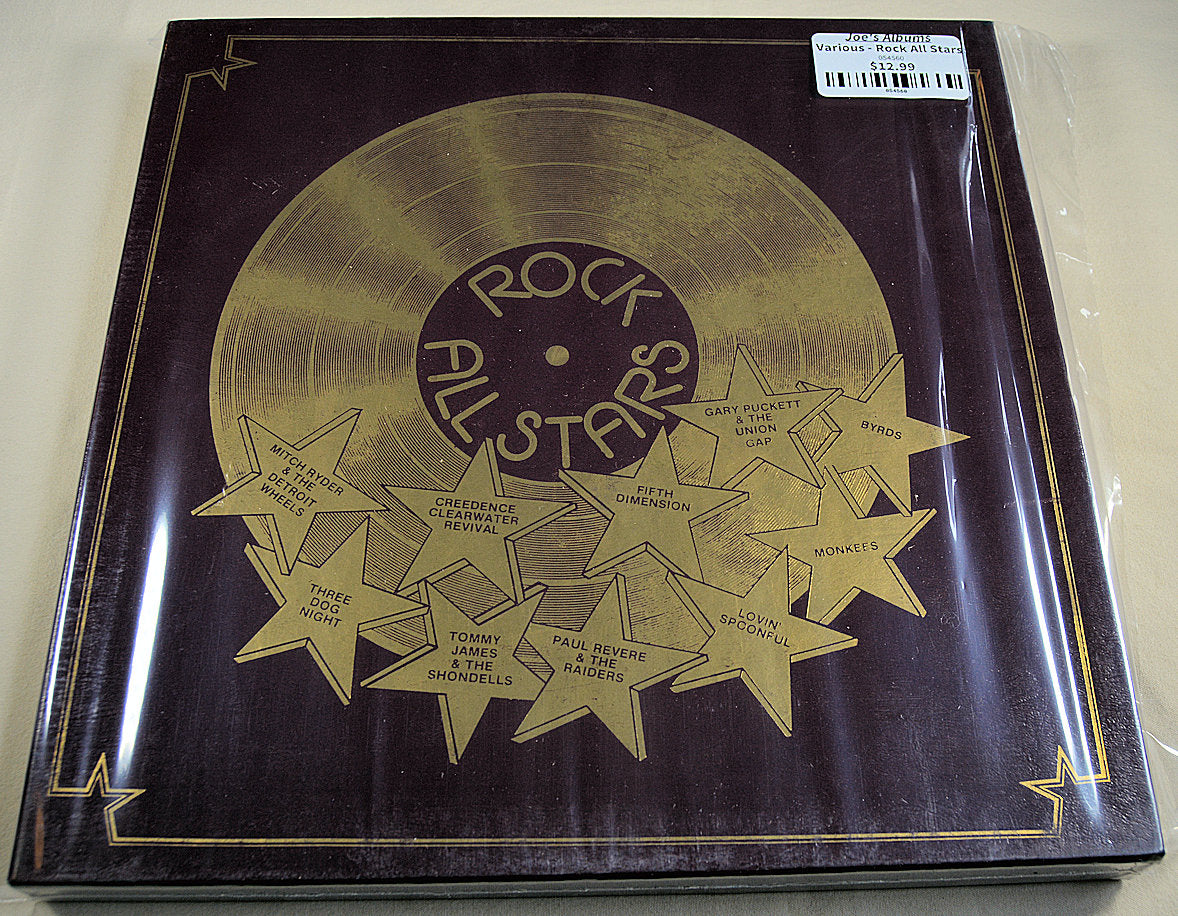 Joe's Albums
Various - Rock All Stars
054560
$12.99
054560
ROCK
ALL STARS
GARY PUCKETT
& THE
UNION
GAP
BYRDS
MITCH RYDER
& THE
DETROIT
WHEELS
CREEDENCE
CLEARWATER
REVIVAL
FIFTH
DIMENSION
MONKEES
THREE
DOG
NIGHT
TOMMY
JAMES
& THE
SHONDELLS
PAUL REVERE
& THE
RAIDERS
LOVIN'
SPOONFUL